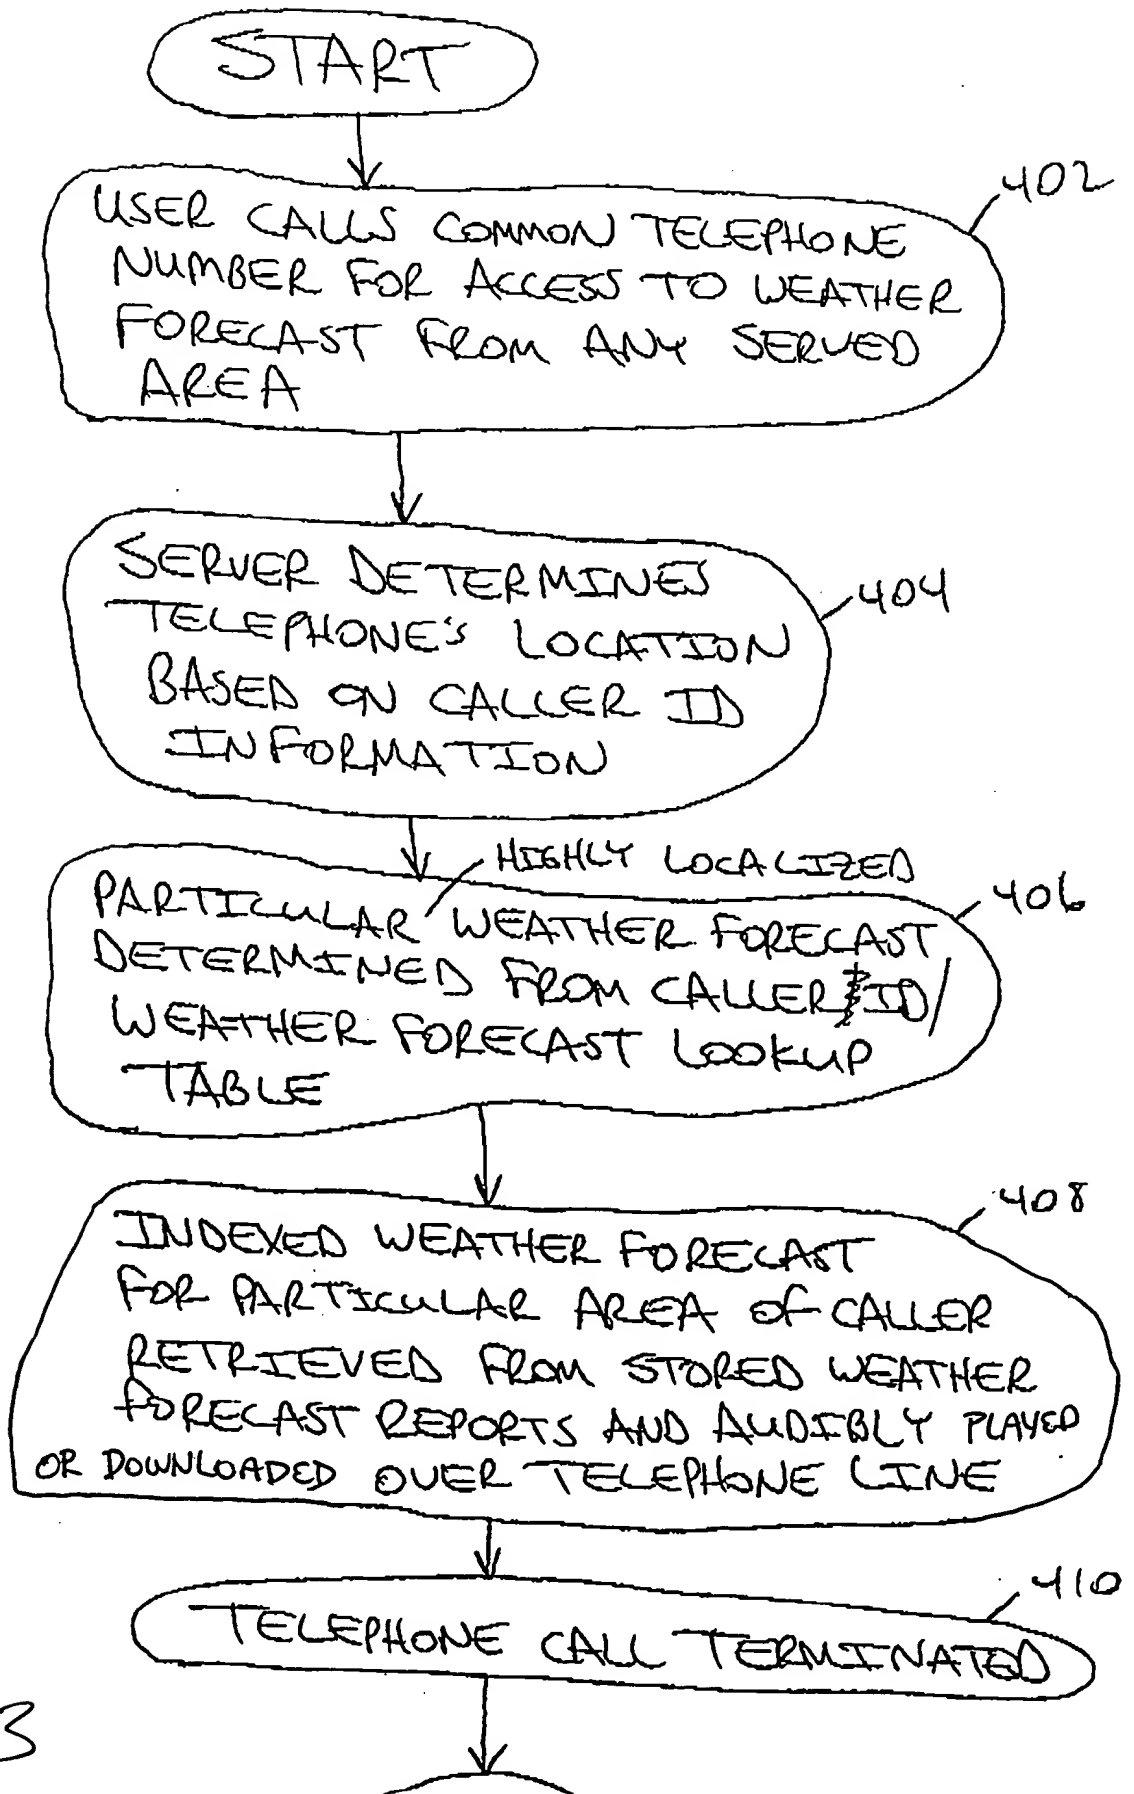 START
402
USER CALLS COMMON TELEPHONE
NUMBER FOR ACCESS TO WEATHER
FORECAST FROM ANY SERVED
AREA
SERVER DETERMINES
404
TELEPHONE'S LOCATION
BASED ON CALLER ID
INFORMATION
HIGHLY LOCALIZED
406
PARTICULAR WEATHER FORECAST
DETERMINED FROM CALLER ID/
WEATHER FORECAST LOOKUP
TABLE
408
INDEXED WEATHER FORECAST
FOR PARTICULAR AREA OF CALLER
RETRIEVED FROM STORED WEATHER
FORECAST REPORTS AND AUDIBLY PLAYED
OR DOWNLOADED OVER TELEPHONE LINE
410
TELEPHONE CALL TERMINATED
3